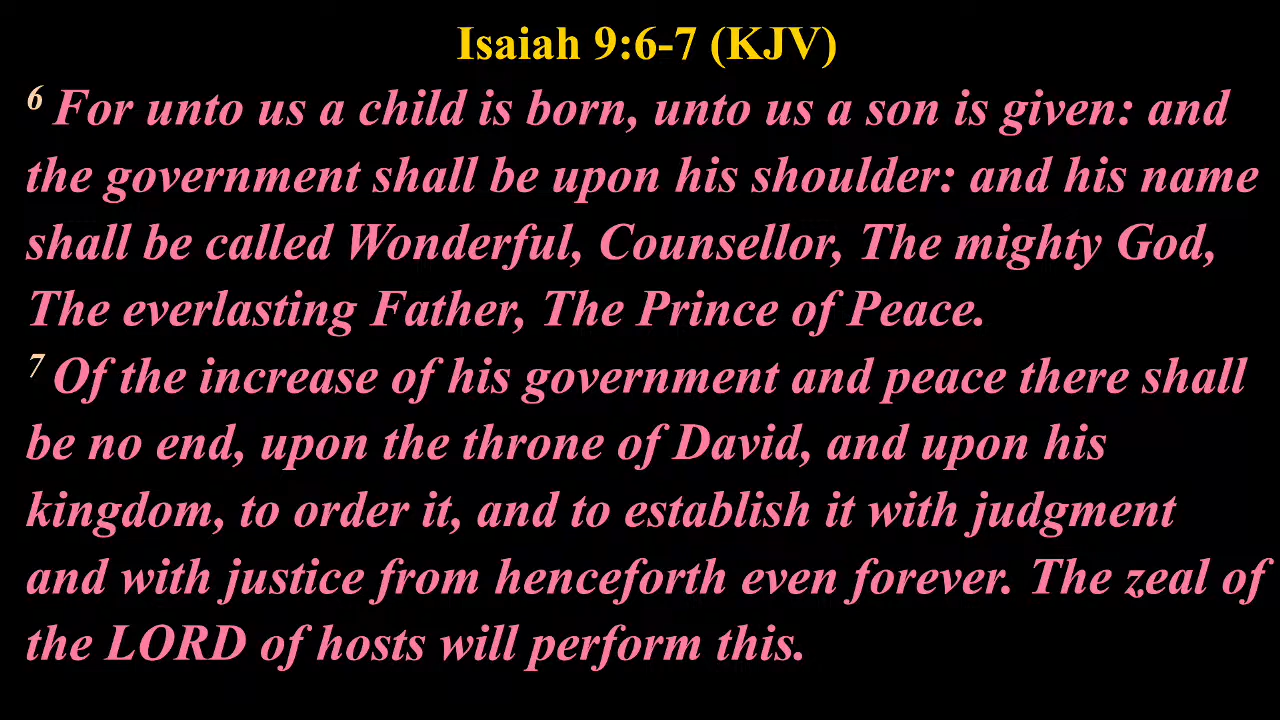 Isaiah 9:6-7 (KJV)
6 For unto us a child is born, unto us a son is given: and
the government shall be upon his shoulder: and his name
shall be called Wonderful, Counsellor, The mighty God,
The everlasting Father, The Prince of Peace.
7 Of the increase of his government and peace there shall
be no end, upon the throne of David, and upon his
kingdom, to order it, and to establish it with judgment
and with justice from henceforth even forever. The zeal of
the LORD of hosts will perform this.